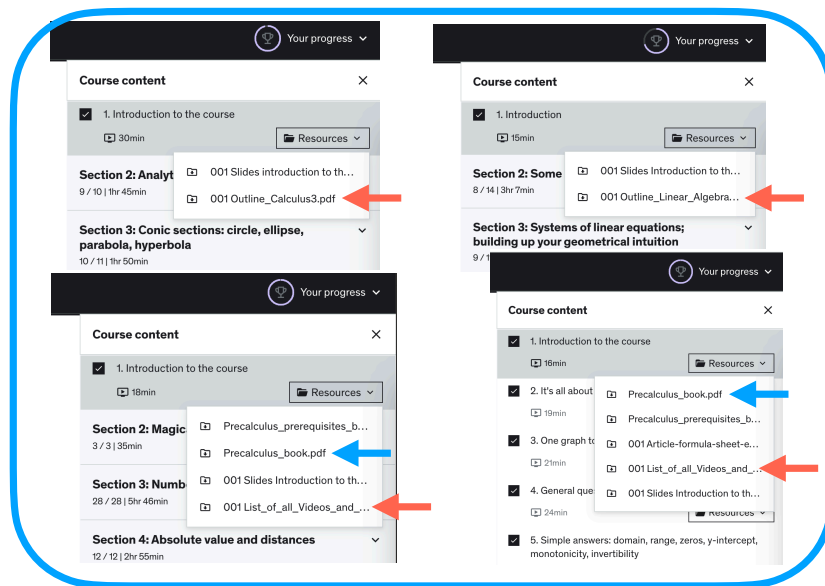 Your progress
Course content
1. Introduction to the course
30min
Resources
Section 2: Analyt
9 / 10 | 1hr 45min
001 Slides introduction to th...
001 Outline_Calculus3.pdf
Section 3: Conic sections: circle, ellipse,
parabola, hyperbola
10 / 11 | 1hr 50min
Your progress
Course content
1. Introduction
15min
Resources
Section 2: Some
8 / 14 | 3hr 7min
001 Slides Introduction to th...
001 Outline_Linear_Algebra...
Section 3: Systems of linear equations;
building up your geometrical intuition
9 / 1
Your progress
Course content
1. Introduction to the course
18min
Resources
Section 2: Magic
3 / 3 | 35min
Precalculus_prerequisites_b...
Precalculus_book.pdf
Section 3: Numb
28 / 28 | 5hr 46min
001 Slides Introduction to th...
001 List_of_all_Videos_and_...
Section 4: Absolute value and distances
12 / 12 | 2hr 55min
Your progress
Course content
1. Introduction to the course
16min
Resources
2. It's all about
19min
Precalculus_book.pdf
Precalculus_prerequisites_b...
3. One graph to
21min
001 Article-formula-sheet-e...
001 List_of_all_Videos_and_...
4. General que
24min
001 Slides Introduction to th...
Resources
5. Simple answers: domain, range, zeros, y-intercept,
monotonicity, invertibility